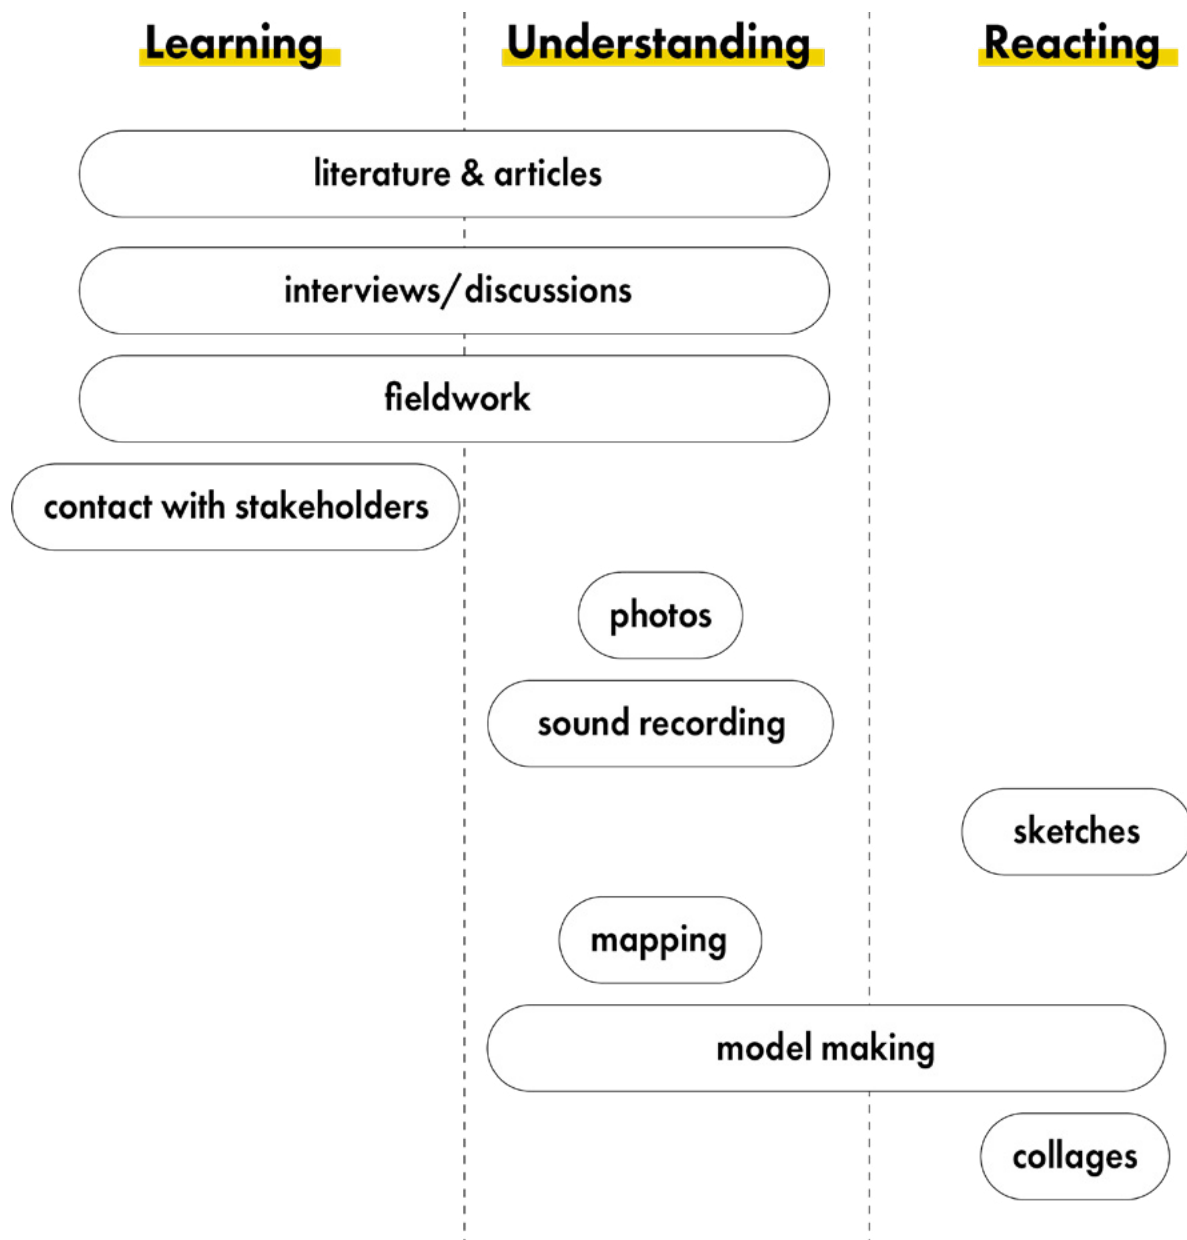 Learning
Understanding
Reacting
literature & articles
interviews/discussions
fieldwork
contact with stakeholders
photos
sound recording
sketches
mapping
model making
collages